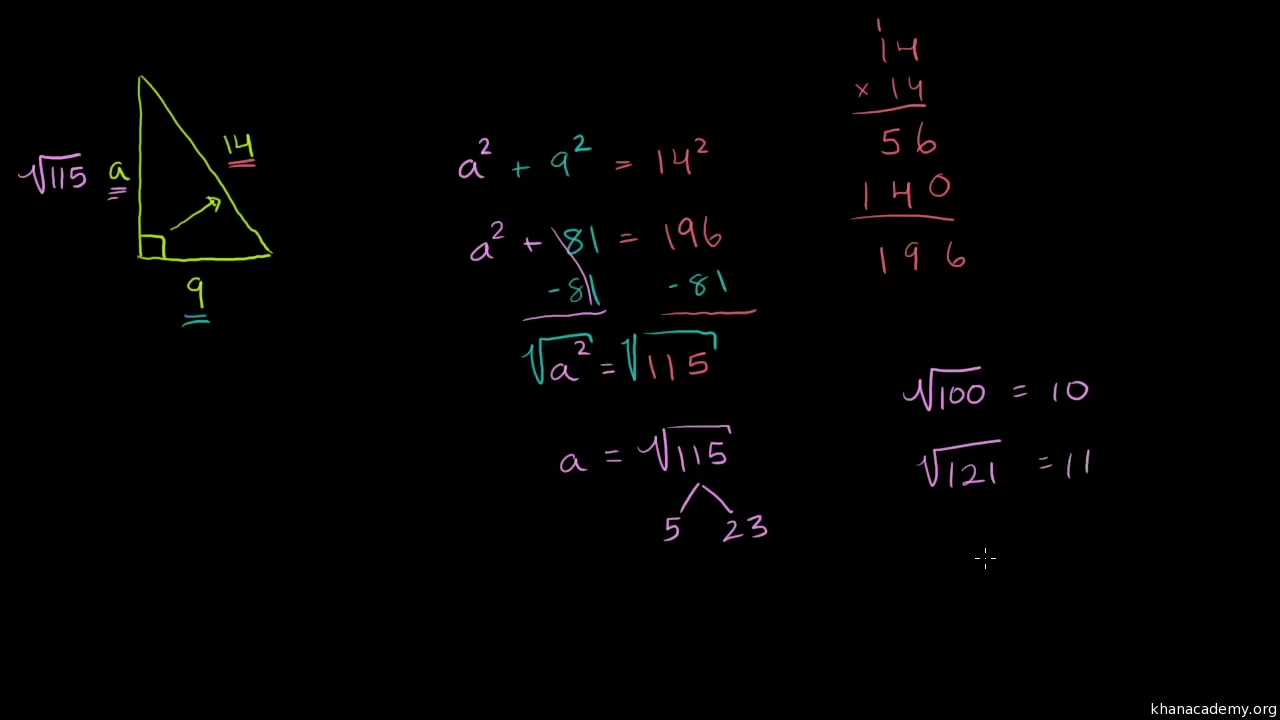 √115 a 14
9
a² + 9² = 14²
a² + 81 = 196
-81 -81
√a² = √115
a = √115
5 23
1
14
× 14
56
140
196
√100 = 10
√121 = 11
khanacademy.org